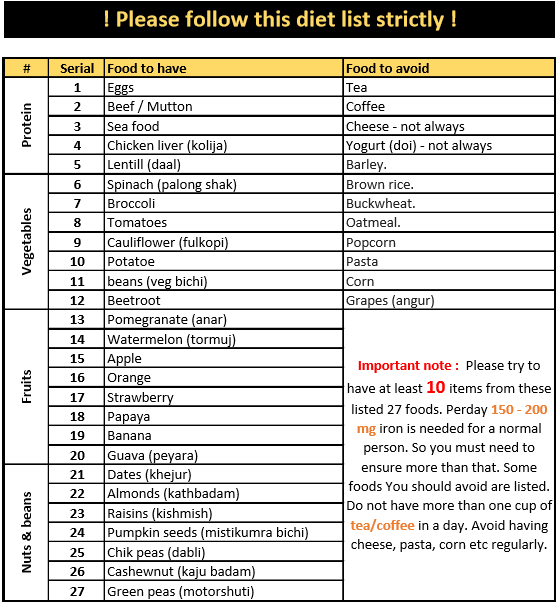 ! Please follow this diet list strictly !
# Serial Food to have Food to avoid
Protein
1 Eggs Tea
2 Beef / Mutton Coffee
3 Sea food Cheese - not always
4 Chicken liver (kolija) Yogurt (doi) - not always
5 Lentill (daal) Barley.
Vegetables
6 Spinach (palong shak) Brown rice.
7 Broccoli Buckwheat.
8 Tomatoes Oatmeal.
9 Cauliflower (fulkopi) Popcorn
10 Potatoe Pasta
11 beans (veg bichi) Corn
12 Beetroot Grapes (angur)
Fruits
13 Pomegranate (anar)
14 Watermelon (tormuj)
15 Apple
16 Orange
17 Strawberry
18 Papaya
19 Banana
20 Guava (peyara)
Nuts & beans
21 Dates (khejur)
22 Almonds (kathbadam)
23 Raisins (kishmish)
24 Pumpkin seeds (mistikumra bichi)
25 Chik peas (dabli)
26 Cashewnut (kaju badam)
27 Green peas (motorshuti)
Important note : Please try to
have at least 10 items from these
listed 27 foods. Perday 150 - 200
mg iron is needed for a normal
person. So you must need to
ensure more than that. Some
foods You should avoid are listed.
Do not have more than one cup of
tea/coffee in a day. Avoid having
cheese, pasta, corn etc regularly.